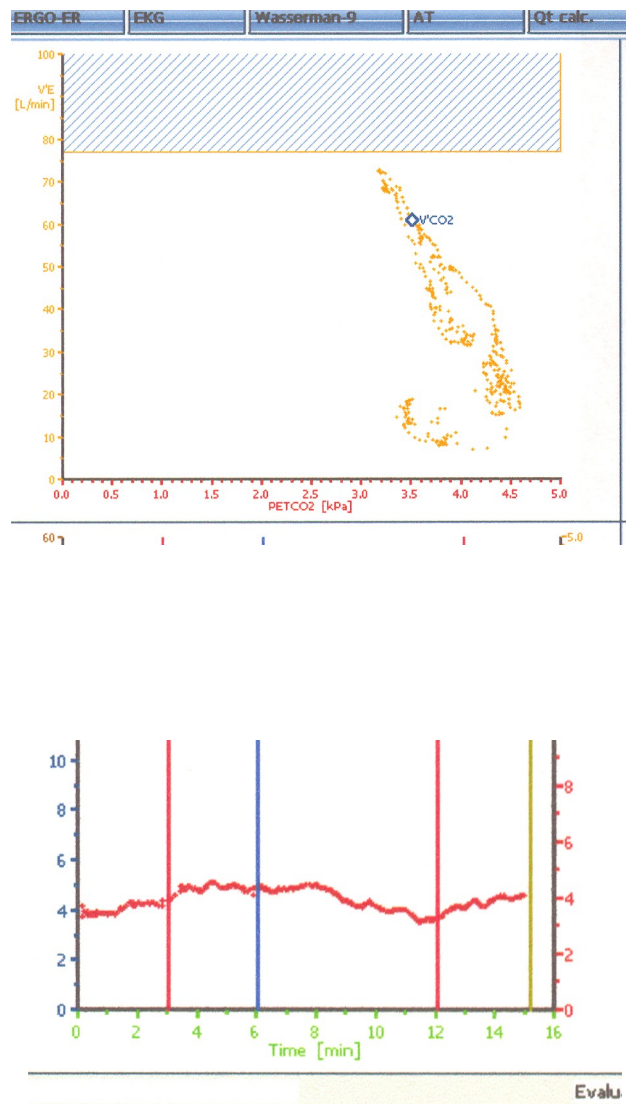 ERGO-ER EKG Wasserman-9 AT Qt calc.
100
V'E
[L/min]
80
70
60
50
40
30
20
10
0
V'CO2
0.0 0.5 1.0 1.5 2.0 2.5 3.0 3.5 4.0 4.5 5.0
PETCO2 [kPa]
60 5.0
10
8 8
6 6
4 4
2 2
0 0
0 2 4 6 8 10 12 14 16
Time [min]
Evalu